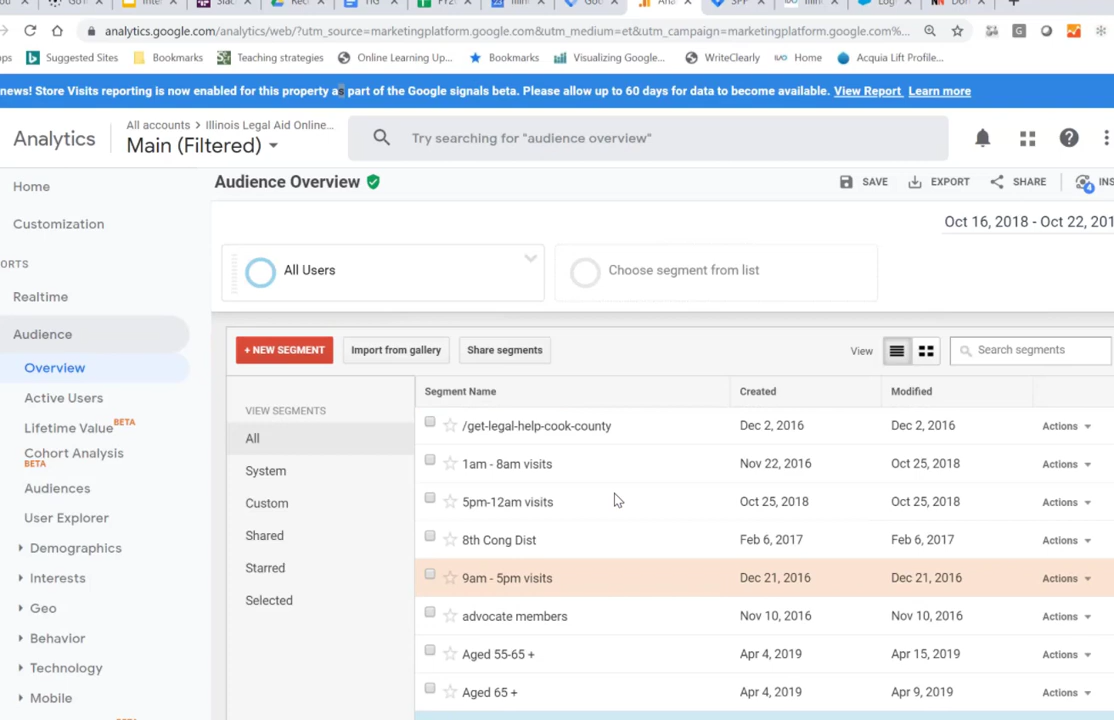 analytics.google.com/analytics/web/?utm_source=marketingplatform.google.com&utm_medium=et&utm_campaign=marketingplatform.google.com%...
Suggested Sites Bookmarks Teaching strategies Online Learning Up... Bookmarks Visualizing Google... WriteClearly Home Acquia Lift Profile...
news! Store Visits reporting is now enabled for this property as part of the Google signals beta. Please allow up to 60 days for data to become available. View Report Learn more
Analytics
All accounts > Illinois Legal Aid Online...
Main (Filtered)
Try searching for "audience overview"
Home
Customization
ORTS
Realtime
Audience
Overview
Active Users
Lifetime Value BETA
Cohort Analysis
BETA
Audiences
User Explorer
Demographics
Interests
Geo
Behavior
Technology
Mobile
Audience Overview
SAVE EXPORT SHARE 4 INS
Oct 16, 2018 - Oct 22, 201
All Users
Choose segment from list
+ NEW SEGMENT Import from gallery Share segments View Search segments
VIEW SEGMENTS
All
System
Custom
Shared
Starred
Selected
Segment Name Created Modified
/get-legal-help-cook-county Dec 2, 2016 Dec 2, 2016 Actions
1am - 8am visits Nov 22, 2016 Oct 25, 2018 Actions
5pm-12am visits Oct 25, 2018 Oct 25, 2018 Actions
8th Cong Dist Feb 6, 2017 Feb 6, 2017 Actions
9am - 5pm visits Dec 21, 2016 Dec 21, 2016 Actions
advocate members Nov 10, 2016 Nov 10, 2016 Actions
Aged 55-65 + Apr 4, 2019 Apr 15, 2019 Actions
Aged 65 + Apr 4, 2019 Apr 9, 2019 Actions